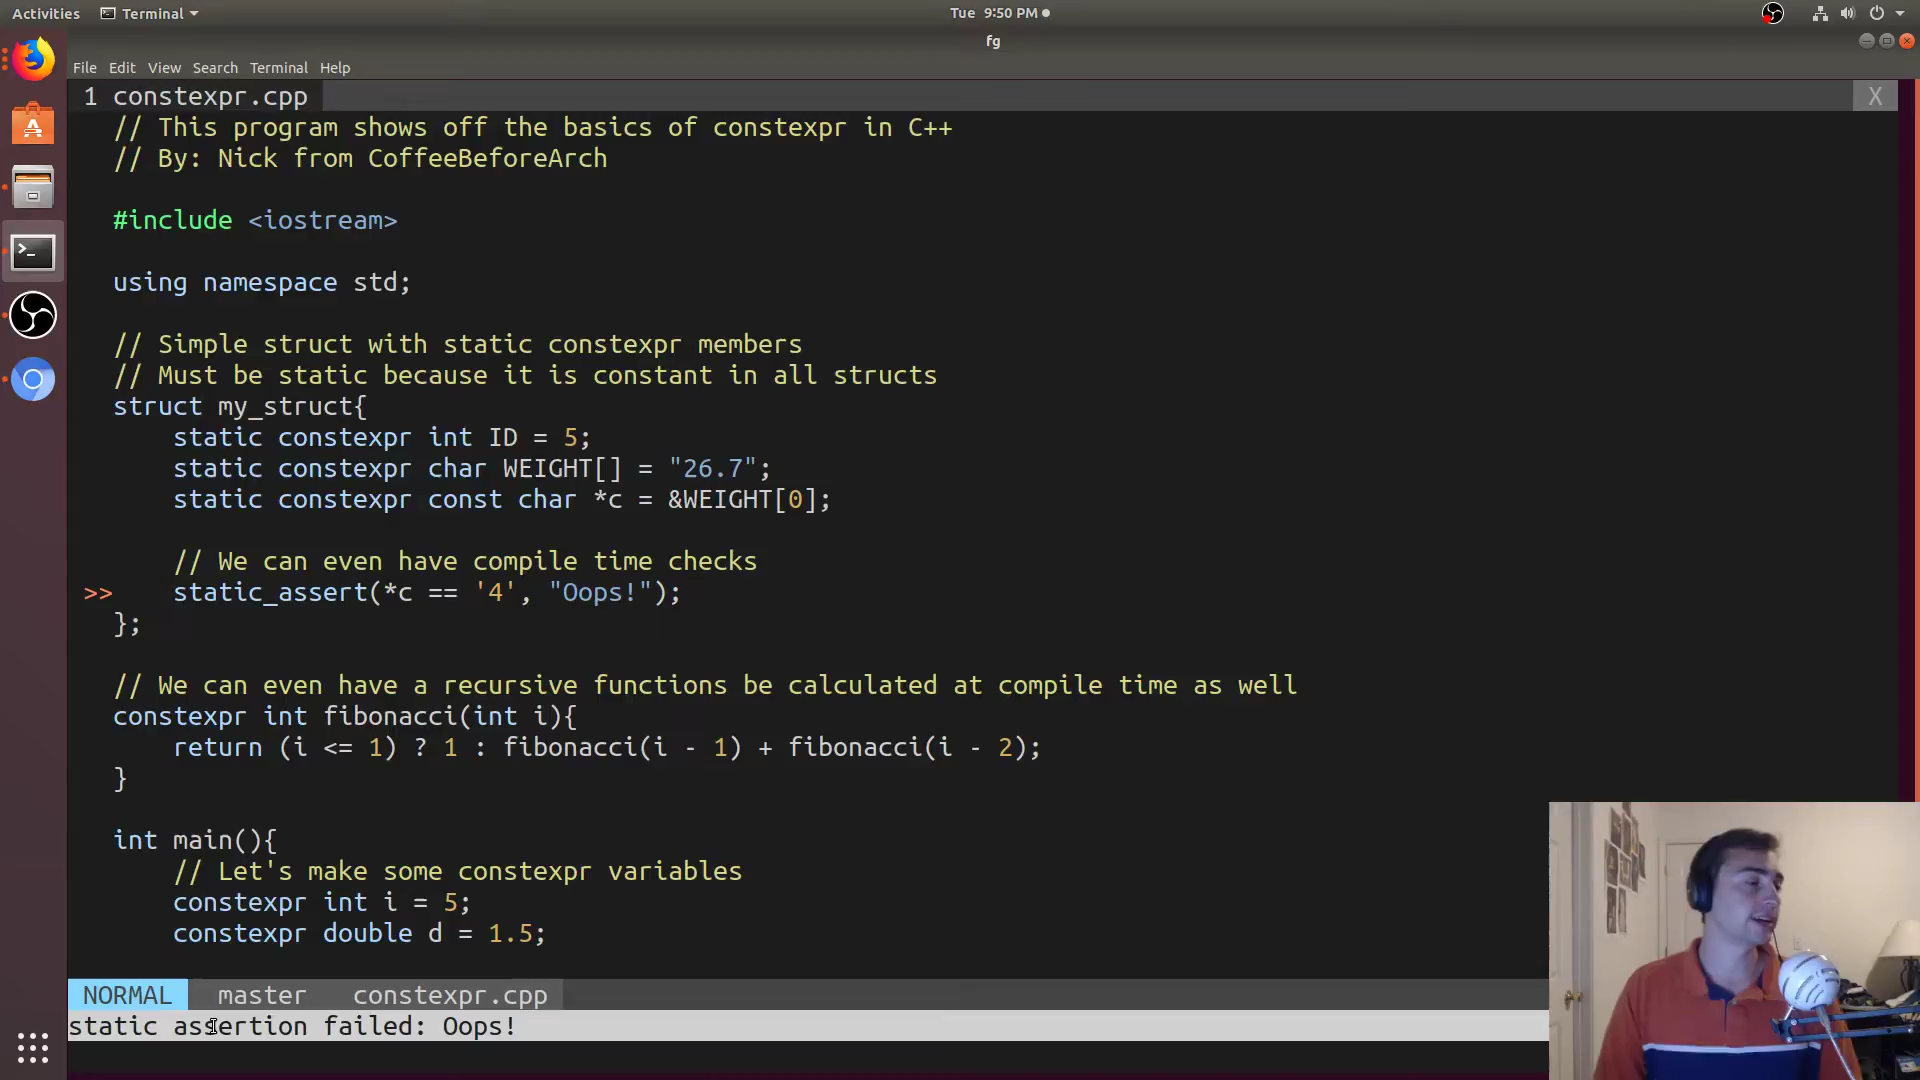 Activities Terminal Tue 9:50 PM
fg
File Edit View Search Terminal Help
1 constexpr.cpp X
// This program shows off the basics of constexpr in C++
// By: Nick from CoffeeBeforeArch
#include <iostream>
using namespace std;
// Simple struct with static constexpr members
// Must be static because it is constant in all structs
struct my_struct{
static constexpr int ID = 5;
static constexpr char WEIGHT[] = "26.7";
static constexpr const char *c = &WEIGHT[0];
// We can even have compile time checks
>> static_assert(*c == '4', "Oops!");
};
// We can even have a recursive functions be calculated at compile time as well
constexpr int fibonacci(int i){
return (i <= 1) ? 1 : fibonacci(i - 1) + fibonacci(i - 2);
}
int main(){
// Let's make some constexpr variables
constexpr int i = 5;
constexpr double d = 1.5;
NORMAL master constexpr.cpp
static assertion failed: Oops!